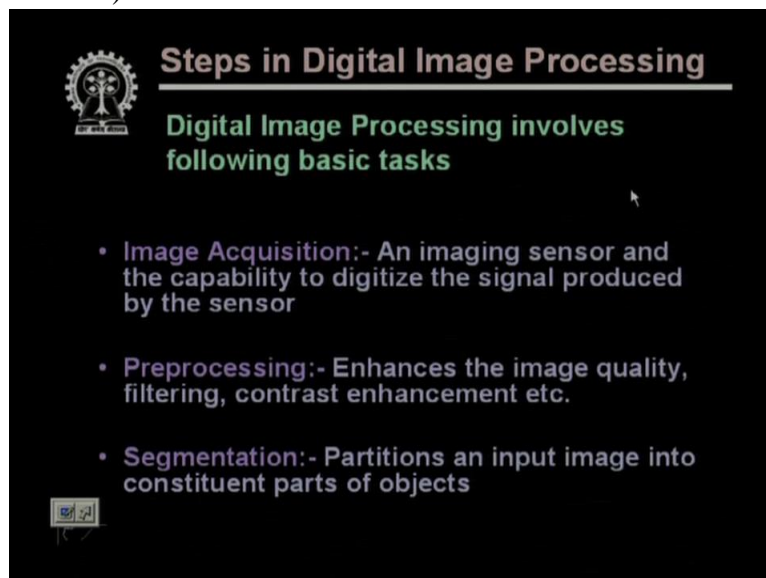 Steps in Digital Image Processing
Digital Image Processing involves
following basic tasks
• Image Acquisition:- An imaging sensor and
the capability to digitize the signal produced
by the sensor
• Preprocessing:- Enhances the image quality,
filtering, contrast enhancement etc.
• Segmentation:- Partitions an input image into
constituent parts of objects